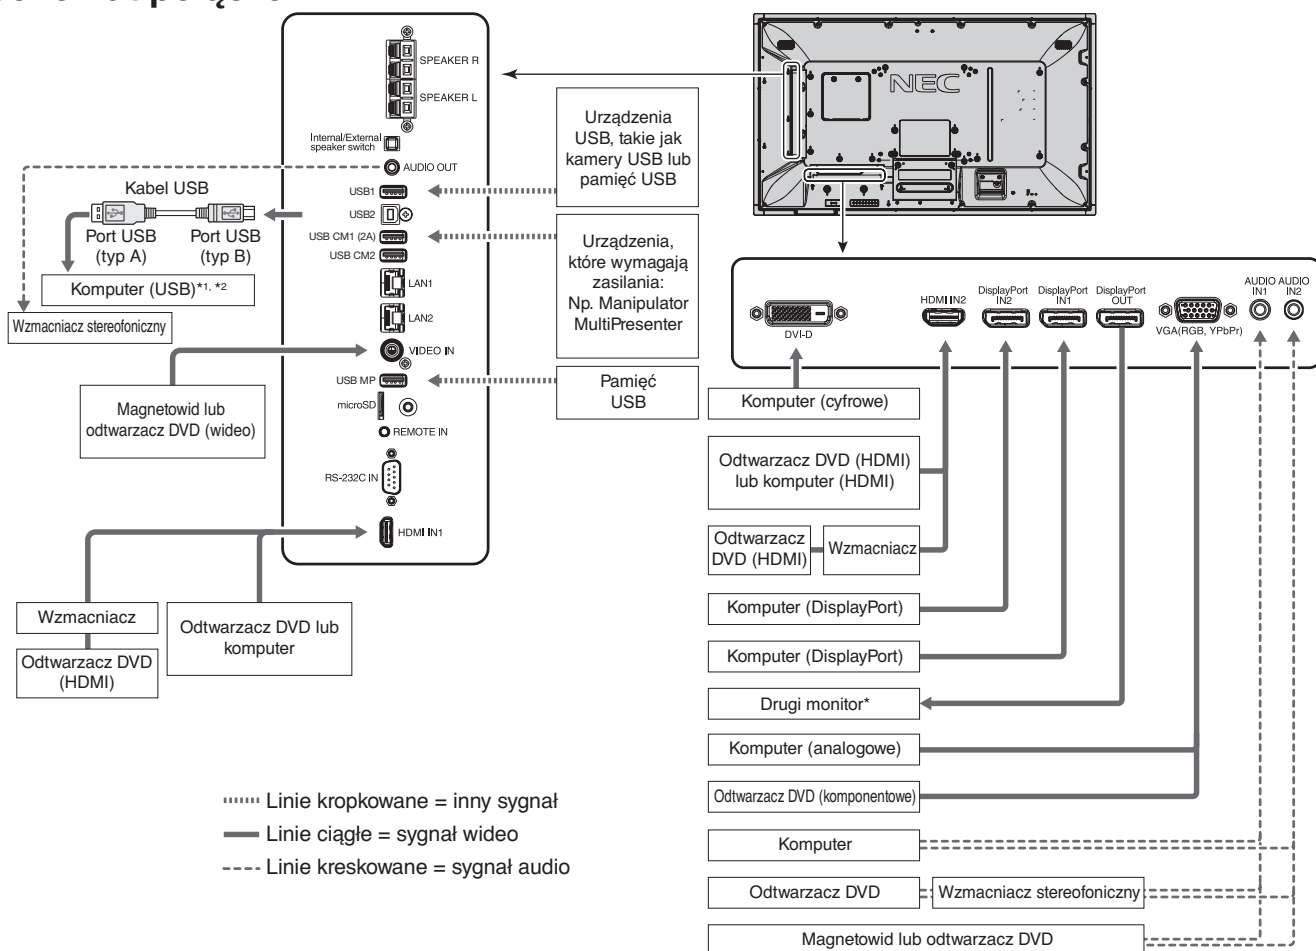 SPEAKER R
SPEAKER L
Internal/External
speaker switch
AUDIO OUT
USB1
USB2
USB CM1 (2A)
USB CM2
LAN1
LAN2
VIDEO IN
USB MP
microSD
REMOTE IN
RS-232C IN
HDMI IN1
Kabel USB
Port USB
(typ A)
Port USB
(typ B)
Komputer (USB)*1, *2
Wzmacniacz stereofoniczny
Magnetowid lub
odtwarzacz DVD (wideo)
Wzmacniacz
Odtwarzacz DVD
(HDMI)
Odtwarzacz DVD lub
komputer
Urządzenia
USB, takie jak
kamery USB lub
pamięć USB
Urządzenia,
które wymagają
zasilania:
Np. Manipulator
MultiPresenter
Pamięć
USB
NEC
DVI-D
HDMI IN2
DisplayPort
IN2
DisplayPort
IN1
DisplayPort
OUT
VGA(RGB, YPbPr)
AUDIO
IN1
AUDIO
IN2
Komputer (cyfrowe)
Odtwarzacz DVD (HDMI)
lub komputer (HDMI)
Odtwarzacz
DVD (HDMI)
Wzmacniacz
Komputer (DisplayPort)
Komputer (DisplayPort)
Drugi monitor*
Komputer (analogowe)
Odtwarzacz DVD (komponentowe)
Komputer
Odtwarzacz DVD
Wzmacniacz stereofoniczny
Magnetowid lub odtwarzacz DVD
Linie kropkowane = inny sygnał
Linie ciągłe = sygnał wideo
Linie kreskowane = sygnał audio